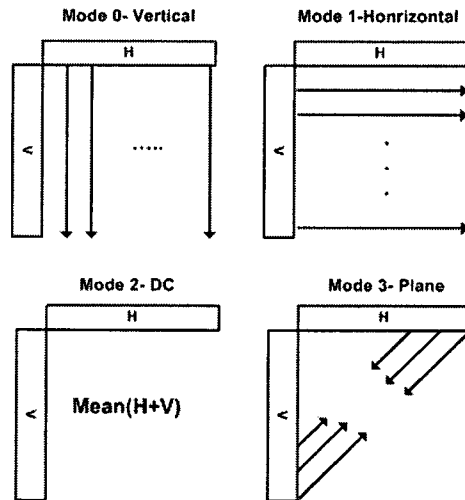 Mode 0- Vertical
Mode 1-Honrizontal
H
H
V
V
.....
Mode 2- DC
Mode 3- Plane
H
H
V
V
Mean(H+V)